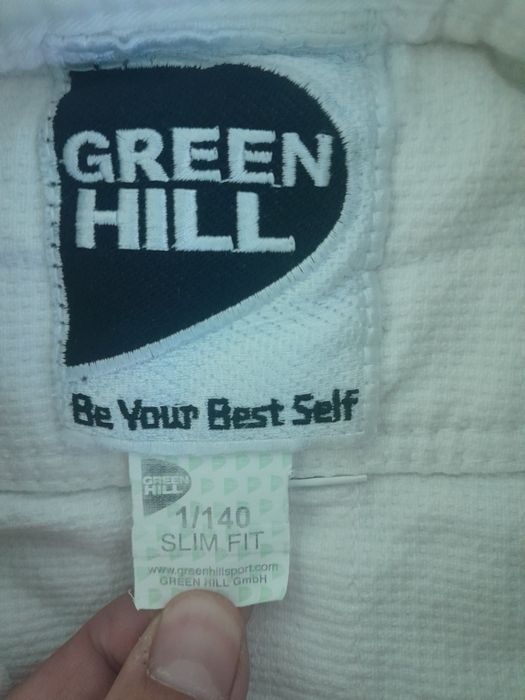 GREEN
HILL
Be Your Best Self
GREEN
HILL
1/140
SLIM FIT
www.greenhillsport.com
GREEN HILL GmbH